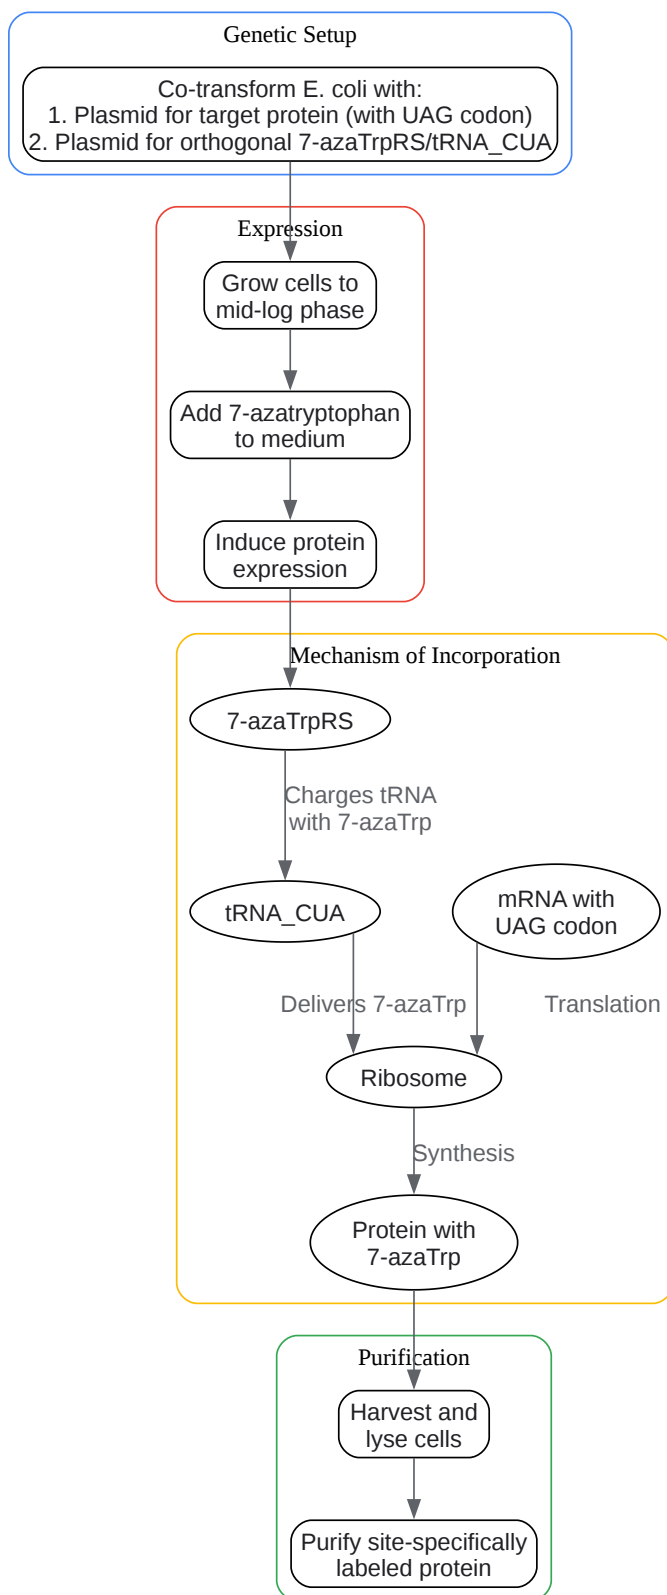 Genetic Setup
Co-transform E. coli with:
1. Plasmid for target protein (with UAG codon)
2. Plasmid for orthogonal 7-azaTrpRS/tRNA_CUA
Expression
Grow cells to
mid-log phase
Add 7-azatryptophan
to medium
Induce protein
expression
Mechanism of Incorporation
7-azaTrpRS
Charges tRNA
with 7-azaTrp
tRNA_CUA
mRNA with
UAG codon
Delivers 7-azaTrp
Translation
Ribosome
Synthesis
Protein with
7-azaTrp
Purification
Harvest and
lyse cells
Purify site-specifically
labeled protein